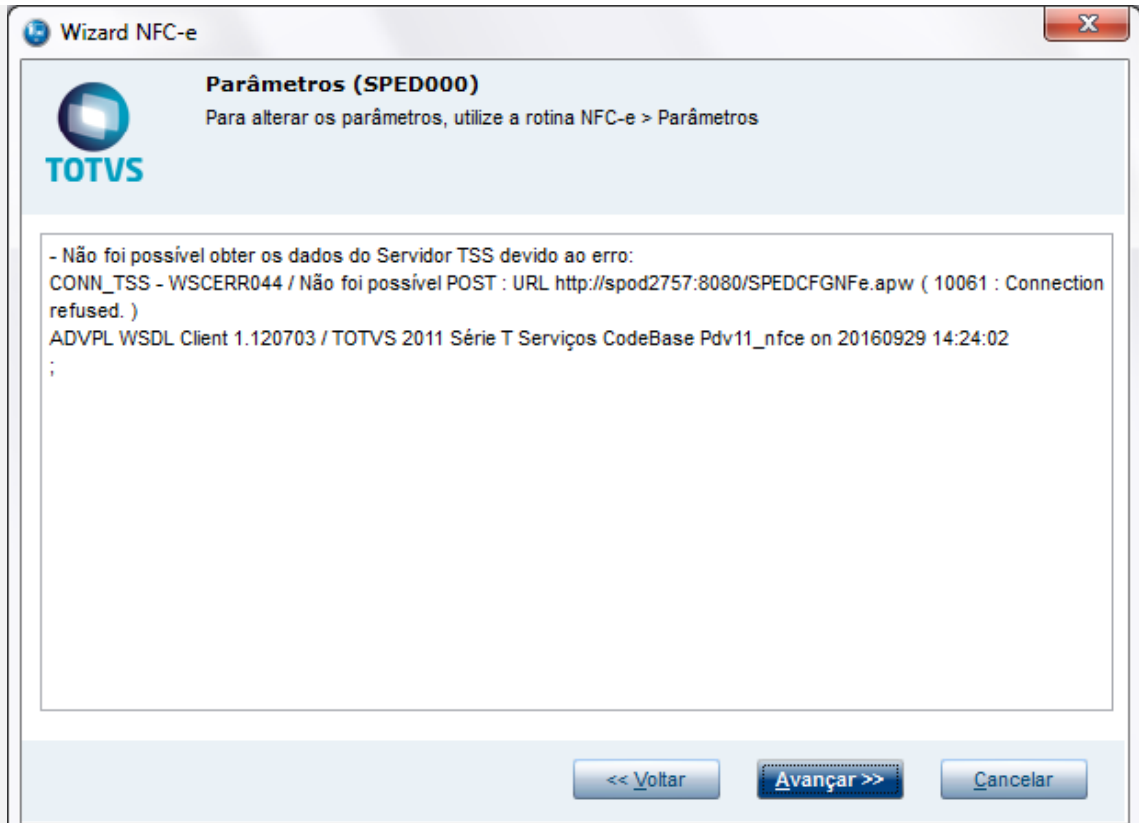 Wizard NFC-e
Parâmetros (SPED000)
Para alterar os parâmetros, utilize a rotina NFC-e > Parâmetros
TOTVS
- Não foi possível obter os dados do Servidor TSS devido ao erro:
CONN_TSS - WSCERR044 / Não foi possível POST : URL http://spod2757:8080/SPEDCFGNFe.apw ( 10061 : Connection
refused. )
ADVPL WSDL Client 1.120703 / TOTVS 2011 Série T Serviços CodeBase Pdv11_nfce on 20160929 14:24:02
;
<< Voltar
Avançar >>
Cancelar